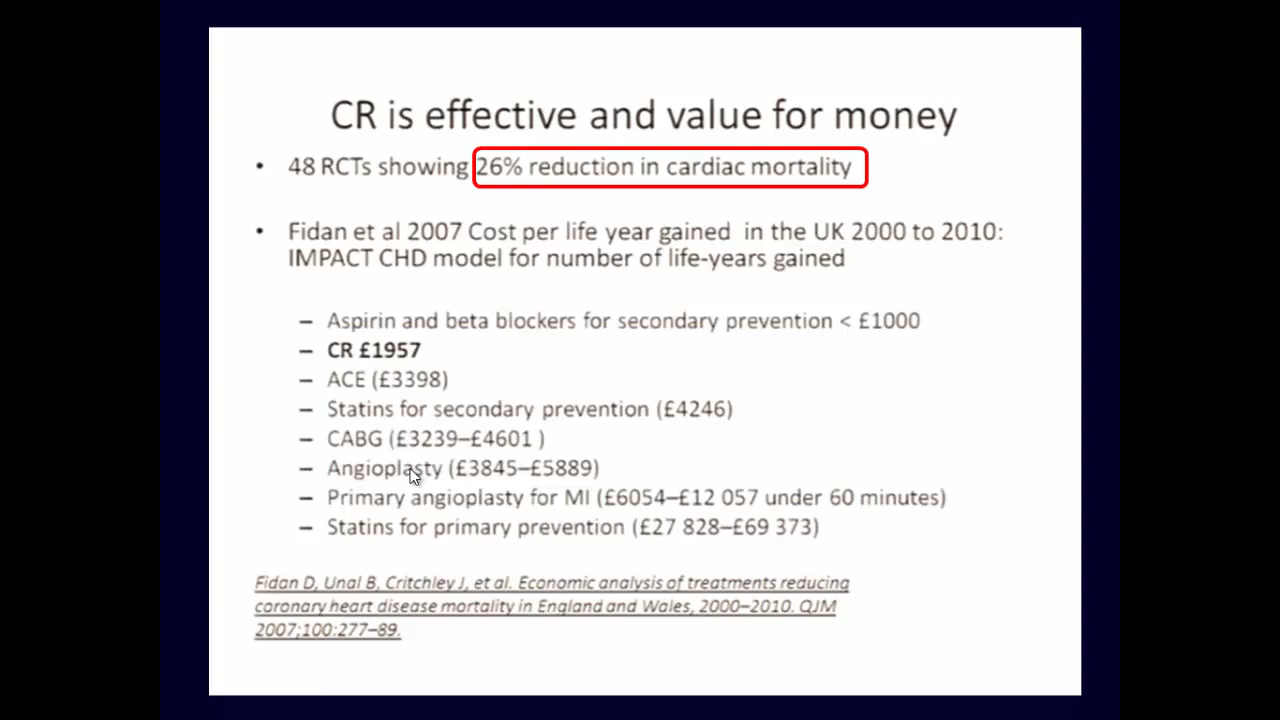 CR is effective and value for money
• 48 RCTs showing 26% reduction in cardiac mortality
• Fidan et al 2007 Cost per life year gained in the UK 2000 to 2010:
IMPACT CHD model for number of life-years gained
– Aspirin and beta blockers for secondary prevention < £1000
– CR £1957
– ACE (£3398)
– Statins for secondary prevention (£4246)
– CABG (£3239–£4601 )
– Angioplasty (£3845–£5889)
– Primary angioplasty for MI (£6054–£12 057 under 60 minutes)
– Statins for primary prevention (£27 828–£69 373)
Fidan D, Unal B, Critchley J, et al. Economic analysis of treatments reducing
coronary heart disease mortality in England and Wales, 2000–2010. QJM
2007;100:277–89.